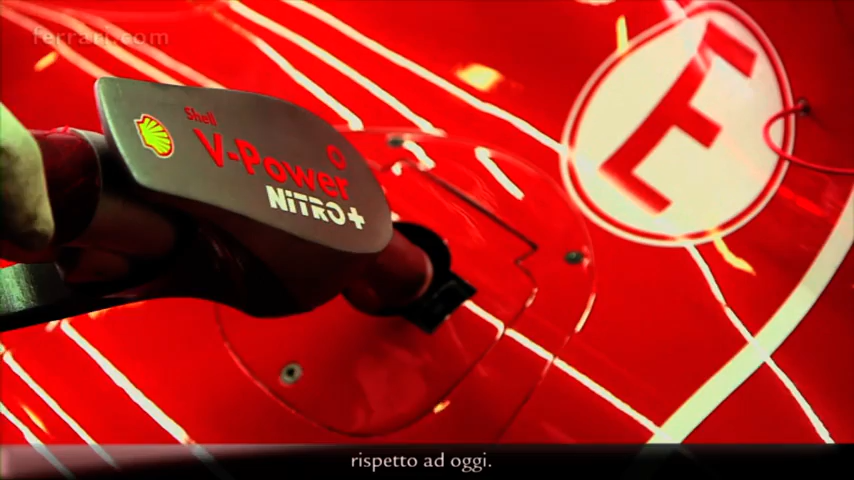 ferrari.com
Shell
V-Power
NiTRO+
E
rispetto ad oggi.